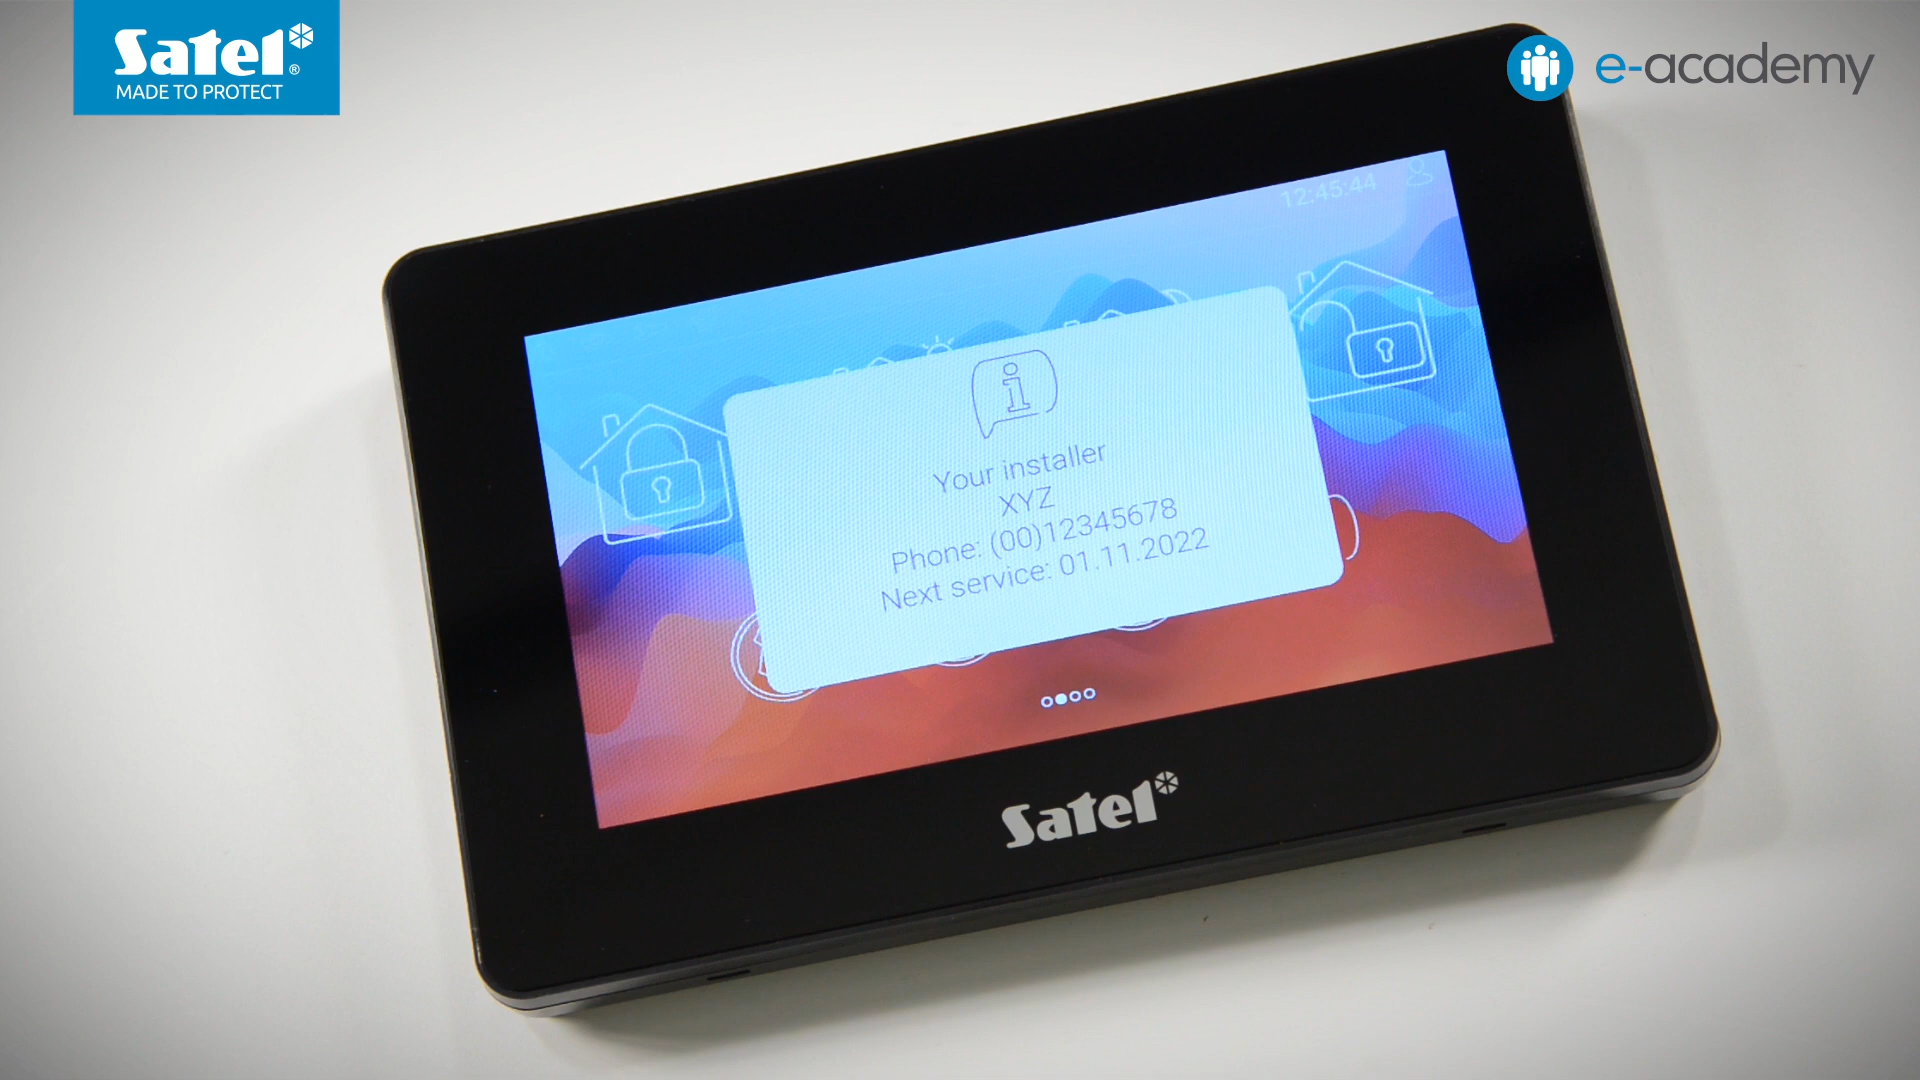 Satel®
MADE TO PROTECT
e-academy
12:45:44
Your installer
XYZ
Phone: (00)12345678
Next service: 01.11.2022
Satel